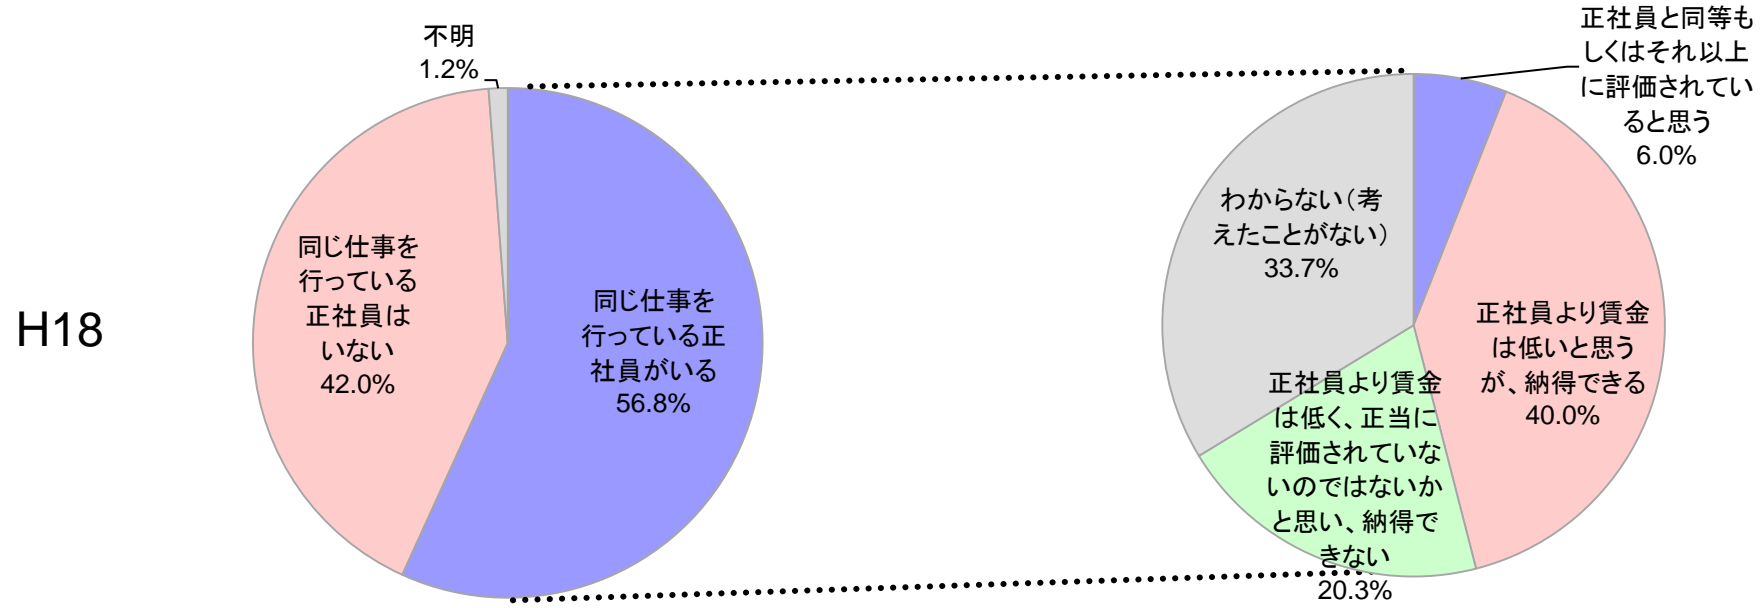 H18
不明
1.2%
同じ仕事を
行っている
正社員は
いない
42.0%
同じ仕事を
行っている正
社員がいる
56.8%
正社員と同等も
しくはそれ以上
に評価されてい
ると思う
6.0%
わからない（考
えたことがない）
33.7%
正社員より賃金
は低いと思う
が、納得できる
40.0%
正社員より賃金
は低く、正当に
評価されていな
いのではないか
と思い、納得で
きない
20.3%